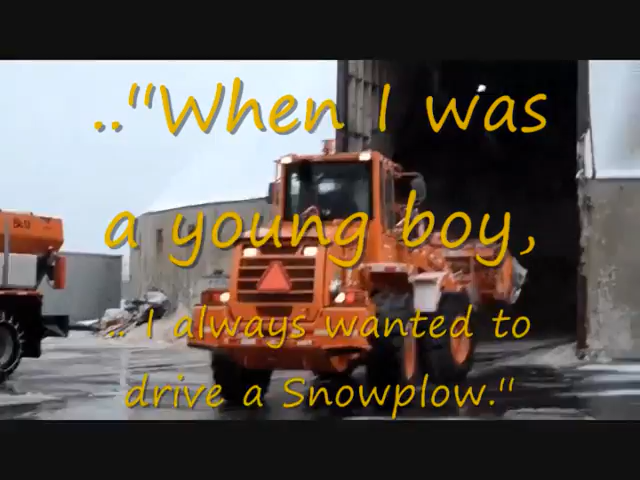 .."When I was
a young boy,
.. I always wanted to
drive a Snowplow."